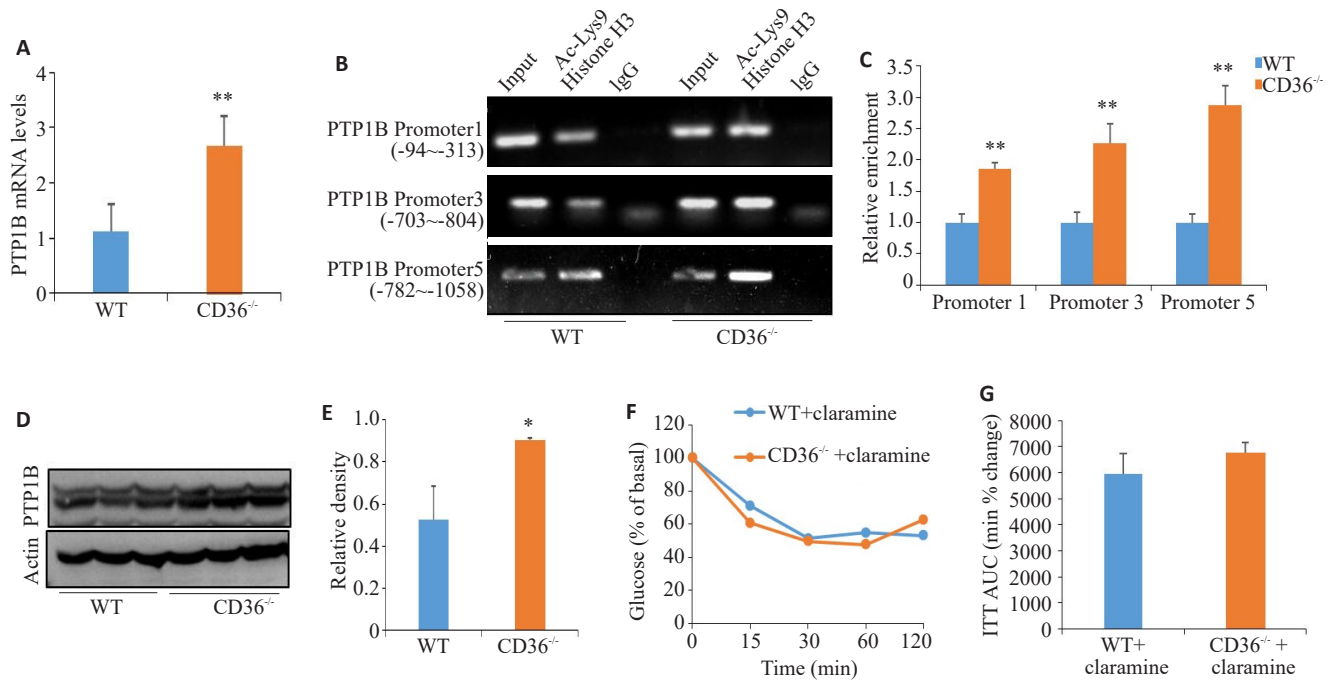 A
PTP1B mRNA levels
4
3
2
1
0
**
WT
CD36-/-
B
Input
Ac-Lys9
Histone H3
IgG
Input
Ac-Lys9
Histone H3
IgG
PTP1B Promoter1
(-94~-313)
PTP1B Promoter3
(-703~-804)
PTP1B Promoter5
(-782~-1058)
WT
CD36-/-
C
WT
CD36-/-
Relative enrichment
3.5
3.0
2.5
2.0
1.5
1.0
0.5
0
**
**
**
Promoter 1
Promoter 3
Promoter 5
D
PTP1B
Actin
WT
CD36-/-
E
Relative density
1.0
0.8
0.6
0.4
0.2
0
*
WT
CD36-/-
F
WT+claramine
CD36-/- +claramine
Glucose (% of basal)
120
100
80
60
40
20
0
0
15
30
60
120
Time (min)
G
ITT AUC (min % change)
8000
7000
6000
5000
4000
3000
2000
1000
0
WT+
claramine
CD36-/- +
claramine